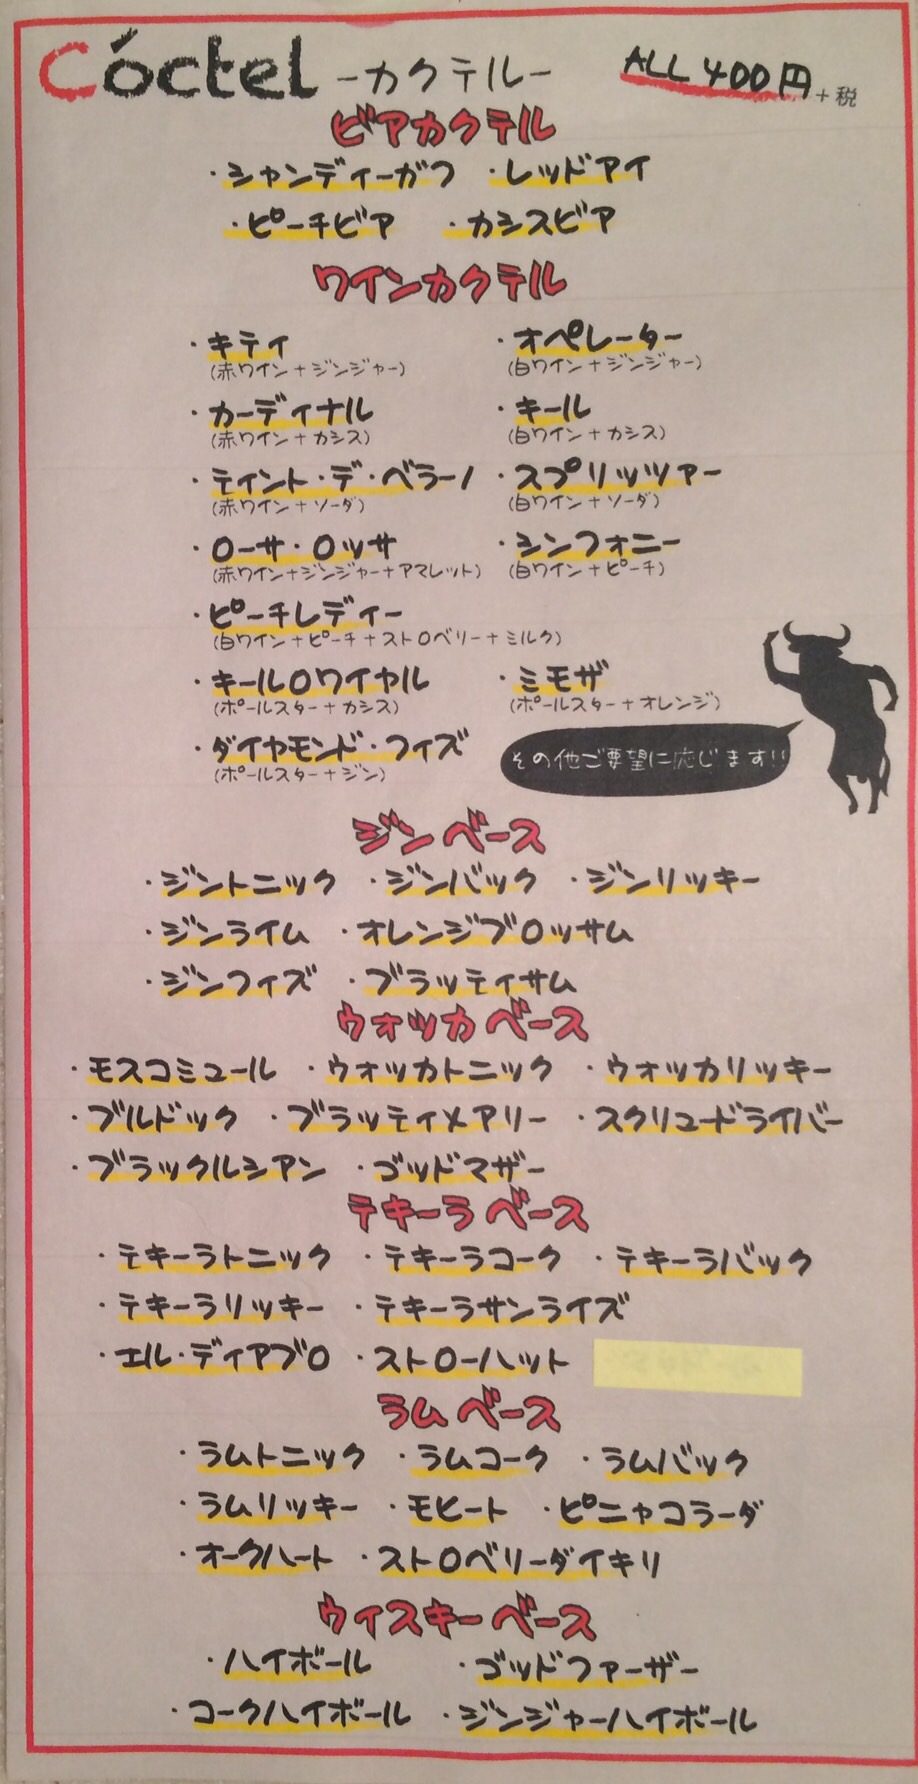 Cóctel -カクテル- ALL 400円+税
ビアカクテル
・シャンディーガフ ・レッドアイ
・ピーチビア ・カシスビア
ワインカクテル
・キティ ・オペレーター
(赤ワイン+ジンジャー) (白ワイン+ジンジャー)
・カーディナル ・キール
(赤ワイン+カシス) (白ワイン+カシス)
・ティント・デ・ベラーノ ・スプリッツァー
(赤ワイン+ソーダ) (白ワイン+ソーダ)
・ローサ・ロッサ ・シンフォニー
(赤ワイン+ジンジャー+アマレット) (白ワイン+ピーチ)
・ピーチレディー
(白ワイン+ピーチ+ストロベリー+ミルク)
・キールロワイヤル ・ミモザ
(ポールスター+カシス) (ポールスター+オレンジ)
・ダイヤモンド・フィズ
(ポールスター+ジン)
その他ご要望に応じます!!
ジンベース
・ジントニック ・ジンバック ・ジンリッキー
・ジンライム ・オレンジブロッサム
・ジンフィズ ・ブラッティサム
ウォッカベース
・モスコミュール ・ウォッカトニック ・ウォッカリッキー
・ブルドック ・ブラッティメアリー ・スクリュードライバー
・ブラックルシアン ・ゴッドマザー
テキーラベース
・テキーラトニック ・テキーラコーク ・テキーラバック
・テキーラリッキー ・テキーラサンライズ
・エル・ディアブロ ・ストローハット
ラムベース
・ラムトニック ・ラムコーク ・ラムバック
・ラムリッキー ・モヒート ・ピニャコラーダ
・オークハート ・ストロベリーダイキリ
ウィスキーベース
・ハイボール ・ゴッドファーザー
・コークハイボール ・ジンジャーハイボール